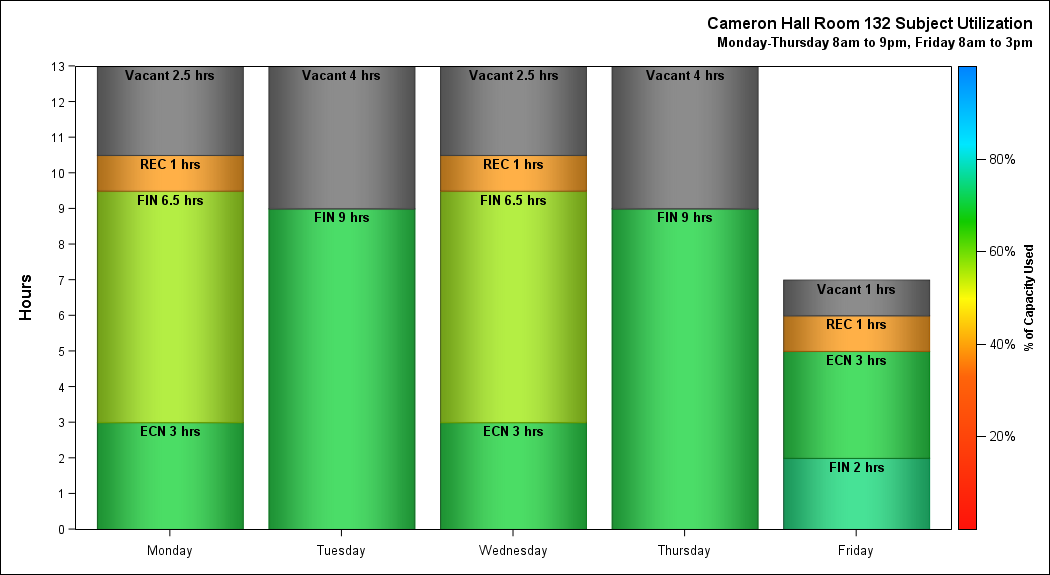 Cameron Hall Room 132 Subject Utilization
Monday-Thursday 8am to 9pm, Friday 8am to 3pm
Hours
13
12
11
10
9
8
7
6
5
4
3
2
1
0
Vacant 2.5 hrs
REC 1 hrs
FIN 6.5 hrs
ECN 3 hrs
Vacant 4 hrs
FIN 9 hrs
Vacant 2.5 hrs
REC 1 hrs
FIN 6.5 hrs
ECN 3 hrs
Vacant 4 hrs
FIN 9 hrs
Vacant 1 hrs
REC 1 hrs
ECN 3 hrs
FIN 2 hrs
Monday
Tuesday
Wednesday
Thursday
Friday
80%
60%
40%
20%
% of Capacity Used